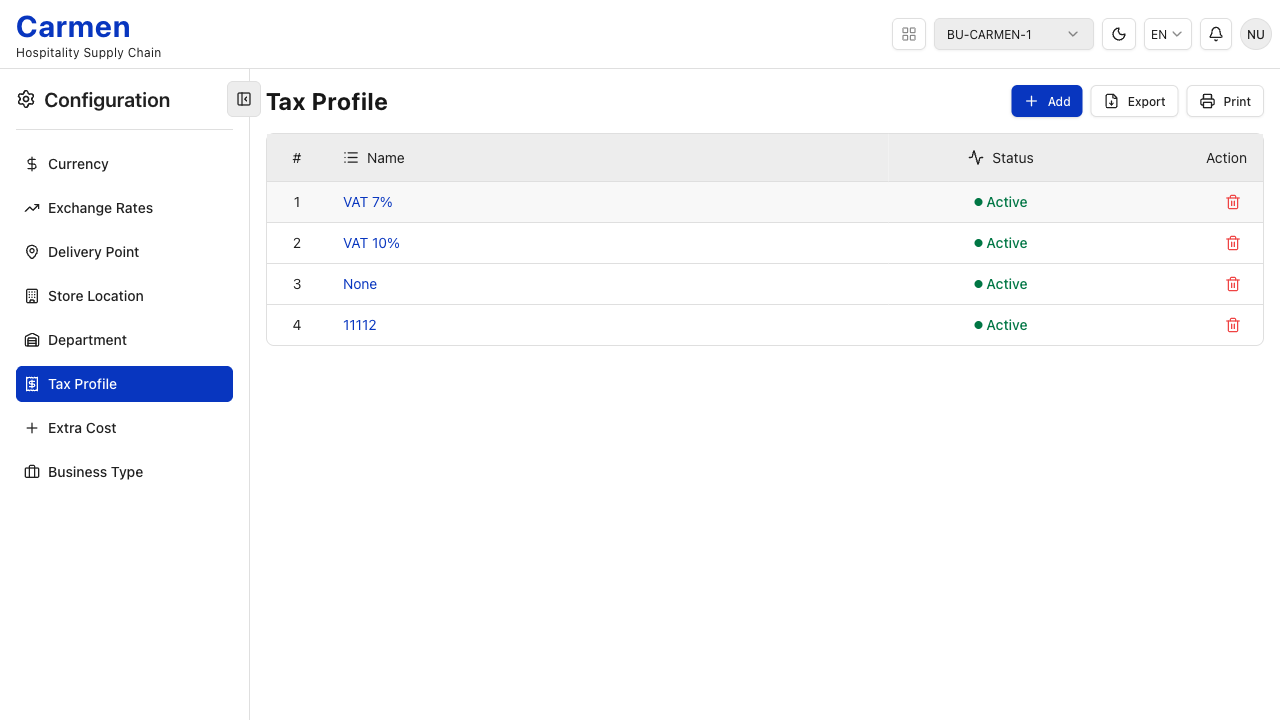 Carmen
Hospitality Supply Chain
BU-CARMEN-1
EN
NU
Configuration
Currency
Exchange Rates
Delivery Point
Store Location
Department
Tax Profile
Extra Cost
Business Type
Tax Profile
Add
Export
Print
# Name Status Action
1 VAT 7% Active
2 VAT 10% Active
3 None Active
4 11112 Active